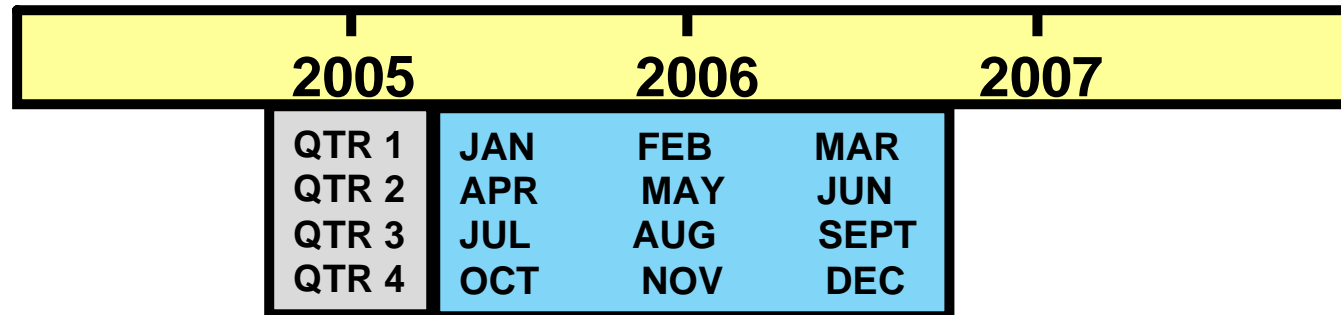 2005 2006 2007
QTR 1 JAN FEB MAR
QTR 2 APR MAY JUN
QTR 3 JUL AUG SEPT
QTR 4 OCT NOV DEC